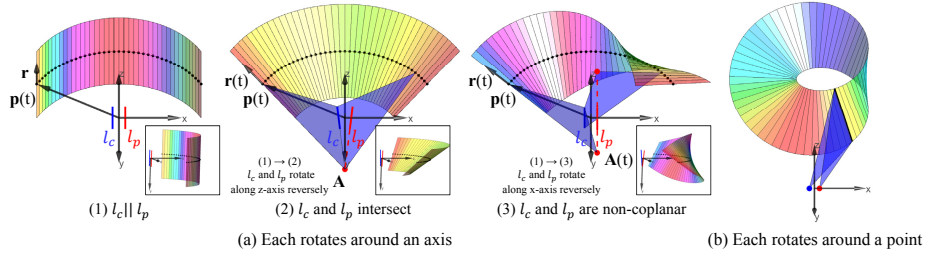 r
p(t)
z
x
l_c
l_p
y
(1) l_c || l_p
r(t)
p(t)
z
x
l_c
l_p
y
A
(1) → (2)
l_c and l_p rotate
along z-axis reversely
(2) l_c and l_p intersect
r(t)
p(t)
z
x
l_c
l_p
y
A(t)
(1) → (3)
l_c and l_p rotate
along x-axis reversely
(3) l_c and l_p are non-coplanar
(a) Each rotates around an axis
z
x
y
(b) Each rotates around a point